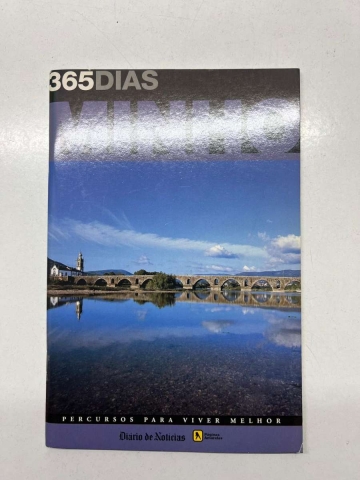 365DIAS
MINHO
PERCURSOS PARA VIVER MELHOR
Diário de Notícias